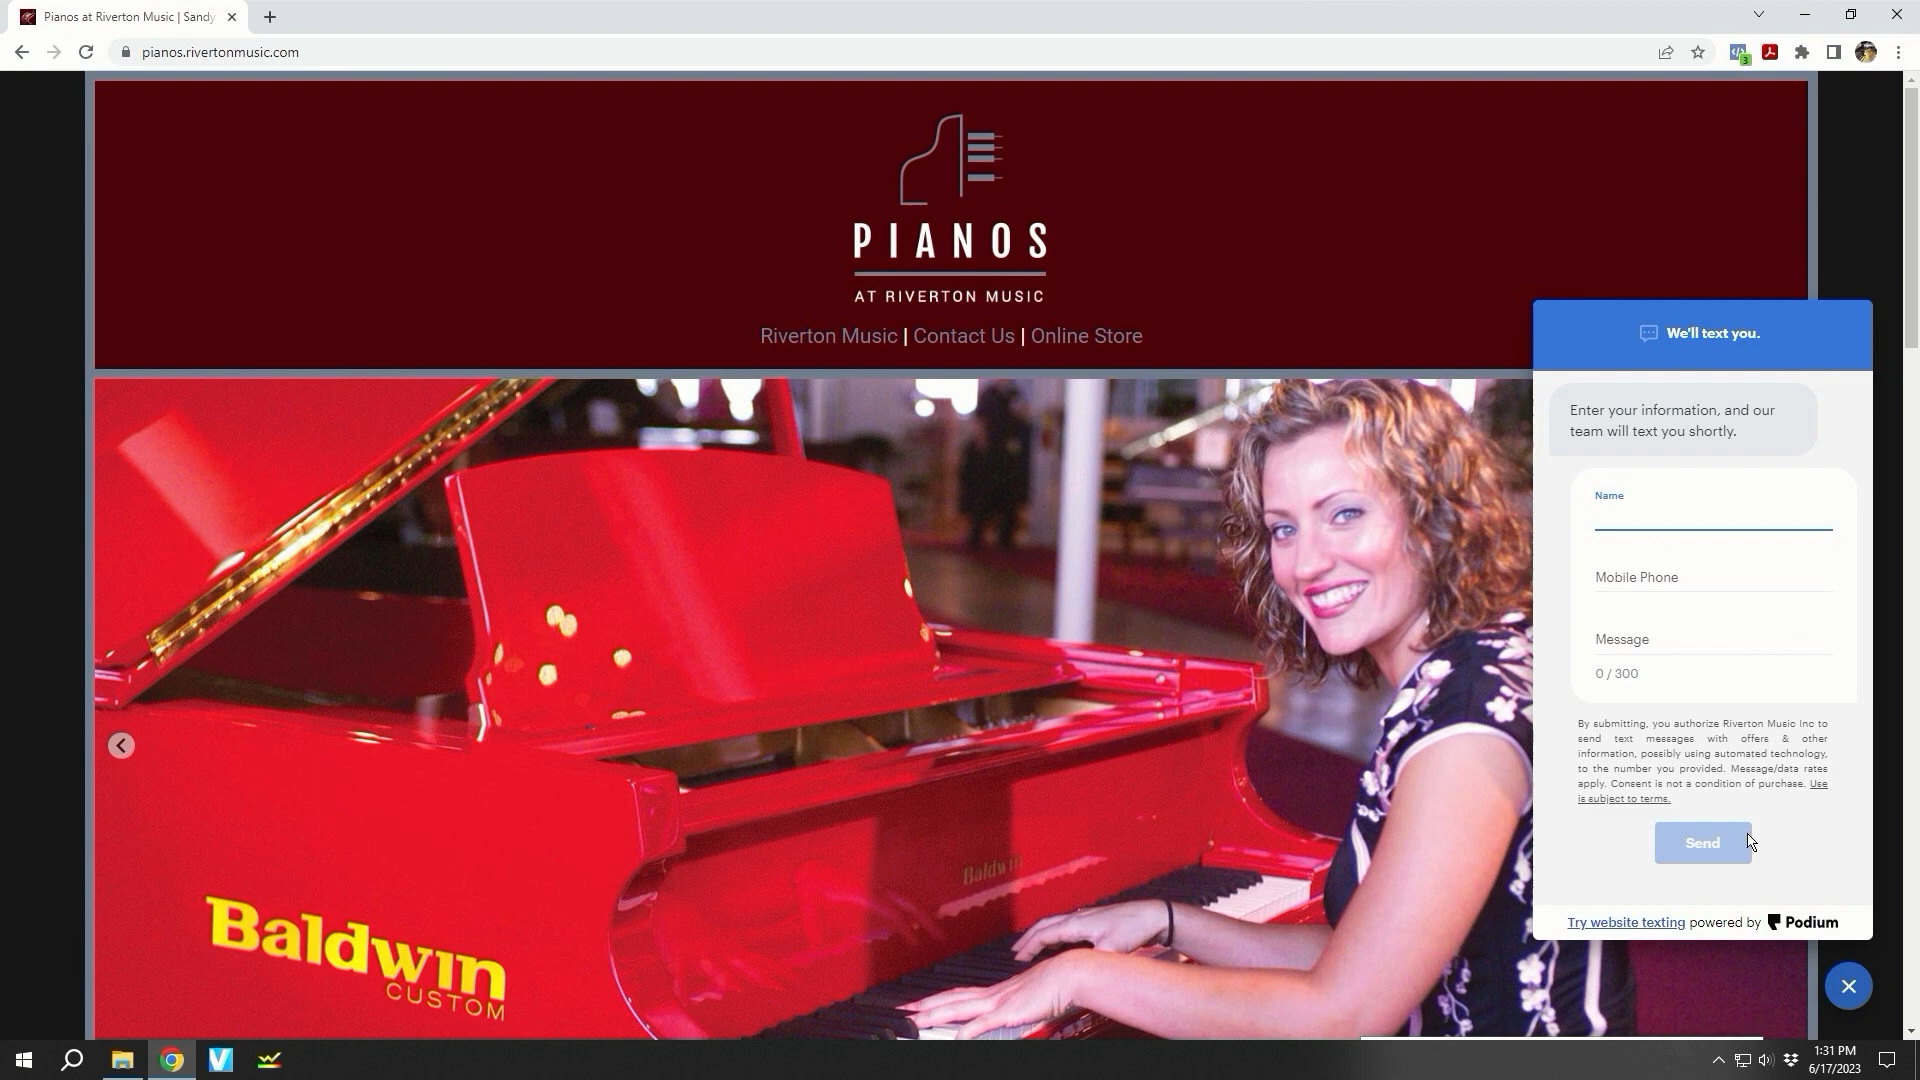 Pianos at Riverton Music | Sandy
pianos.rivertonmusic.com
3
PIANOS
AT RIVERTON MUSIC
Riverton Music | Contact Us | Online Store
We'll text you.
Enter your information, and our
team will text you shortly.
Name
Mobile Phone
Message
0 / 300
By submitting, you authorize Riverton Music Inc to
send text messages with offers & other
information, possibly using automated technology,
to the number you provided. Message/data rates
apply. Consent is not a condition of purchase. Use
is subject to terms.
Send
Try website texting powered by Podium
Baldwin
Baldwin
CUSTOM
1:31 PM
6/17/2023